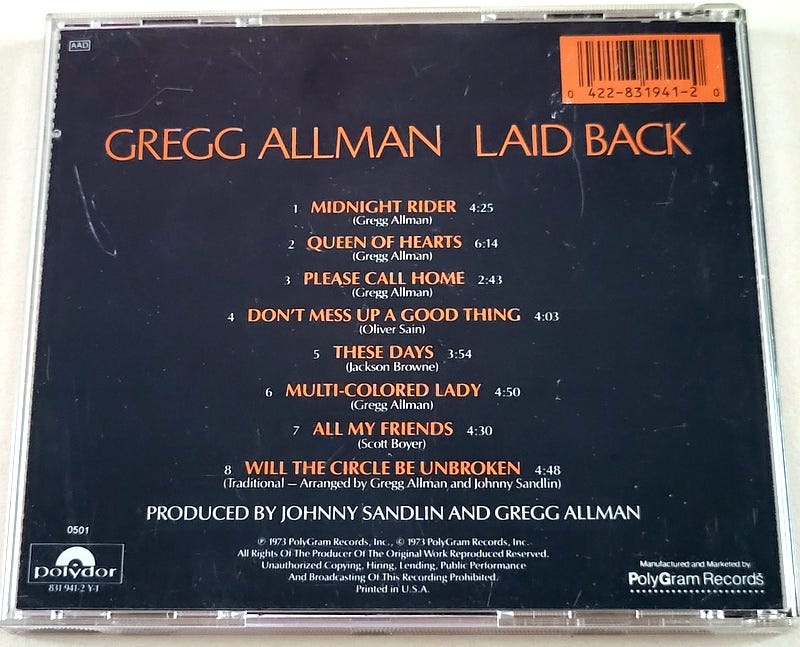 AAD
0 422-831941-2 0
GREGG ALLMAN LAID BACK
1 MIDNIGHT RIDER 4:25
(Gregg Allman)
2 QUEEN OF HEARTS 6:14
(Gregg Allman)
3 PLEASE CALL HOME 2:43
(Gregg Allman)
4 DON'T MESS UP A GOOD THING 4:03
(Oliver Sain)
5 THESE DAYS 3:54
(Jackson Browne)
6 MULTI-COLORED LADY 4:50
(Gregg Allman)
7 ALL MY FRIENDS 4:30
(Scott Boyer)
8 WILL THE CIRCLE BE UNBROKEN 4:48
(Traditional – Arranged by Gregg Allman and Johnny Sandlin)
PRODUCED BY JOHNNY SANDLIN AND GREGG ALLMAN
0501
polydor
831 941-2 Y-1
℗ 1973 PolyGram Records, Inc., © 1973 PolyGram Records, Inc.
All Rights Of The Producer Of The Original Work Reproduced Reserved.
Unauthorized Copying, Hiring, Lending, Public Performance
And Broadcasting Of This Recording Prohibited.
Printed in U.S.A.
Manufactured and Marketed by
PolyGram Records